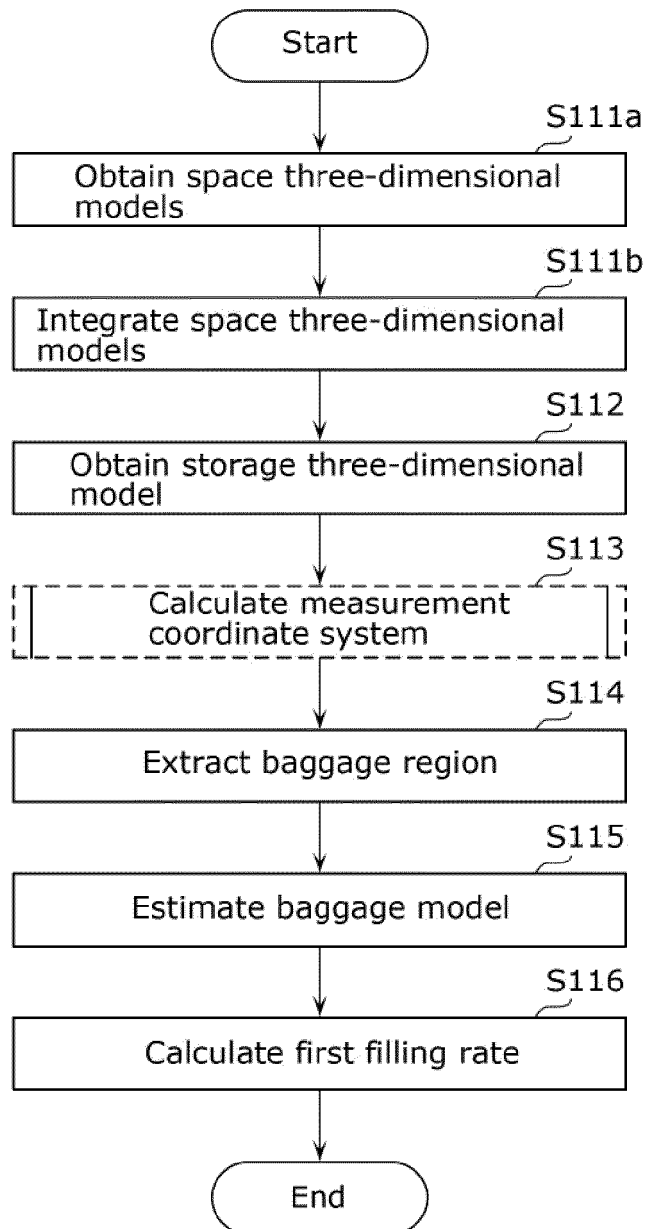 Start
S111a
Obtain space three-dimensional
models
S111b
Integrate space three-dimensional
models
S112
Obtain storage three-dimensional
model
S113
Calculate measurement
coordinate system
S114
Extract baggage region
S115
Estimate baggage model
S116
Calculate first filling rate
End